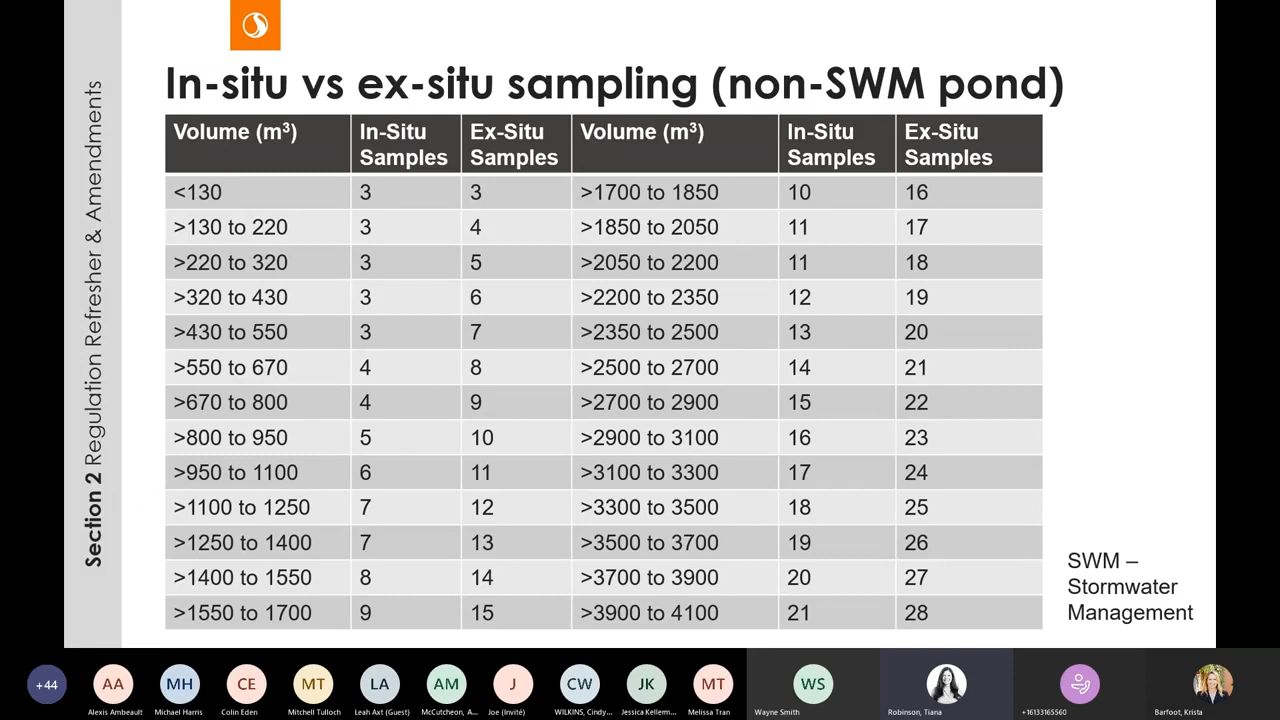 In-situ vs ex-situ sampling (non-SWM pond)
Section 2 Regulation Refresher & Amendments
Volume (m³) In-Situ Samples Ex-Situ Samples Volume (m³) In-Situ Samples Ex-Situ Samples
<130 3 3 >1700 to 1850 10 16
>130 to 220 3 4 >1850 to 2050 11 17
>220 to 320 3 5 >2050 to 2200 11 18
>320 to 430 3 6 >2200 to 2350 12 19
>430 to 550 3 7 >2350 to 2500 13 20
>550 to 670 4 8 >2500 to 2700 14 21
>670 to 800 4 9 >2700 to 2900 15 22
>800 to 950 5 10 >2900 to 3100 16 23
>950 to 1100 6 11 >3100 to 3300 17 24
>1100 to 1250 7 12 >3300 to 3500 18 25
>1250 to 1400 7 13 >3500 to 3700 19 26
>1400 to 1550 8 14 >3700 to 3900 20 27
>1550 to 1700 9 15 >3900 to 4100 21 28
SWM –
Stormwater
Management
+44 AA MH CE MT LA AM J CW JK MT WS
Alexis Ambeault Michael Harris Colin Eden Mitchell Tulloch Leah Axt (Guest) McCutcheon, A... Joe (Invité) WILKINS, Cindy... Jessica Kellem... Melissa Tran Wayne Smith Robinson, Tiana +16133165560 Barfoot, Krista